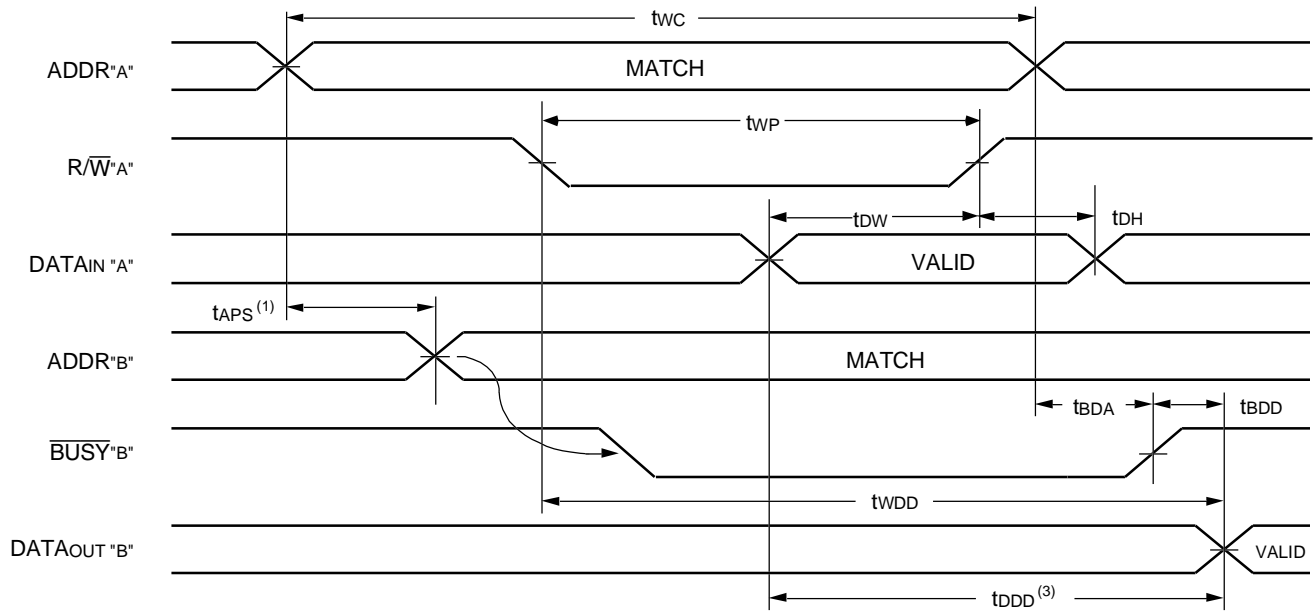 tWC
ADDR"A"
MATCH
tWP
R/W"A"
tDW
tDH
DATAIN "A"
VALID
tAPS (1)
ADDR"B"
MATCH
tBDA
tBDD
BUSY"B"
tWDD
DATAOUT "B"
VALID
tDDD (3)